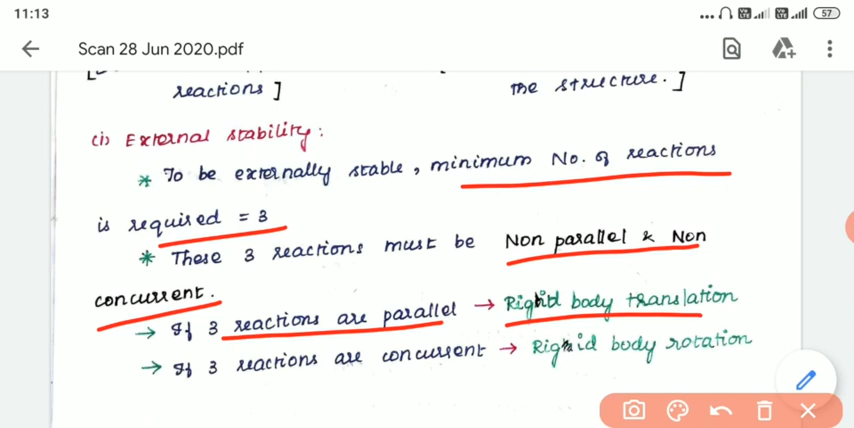 11:13
57
Scan 28 Jun 2020.pdf
reactions ]
the structure. ]
(i) External stability:
* To be externally stable, minimum No. of reactions
is required = 3
* These 3 reactions must be Non parallel & Non
concurrent.
→ If 3 reactions are parallel → Rigid body translation
→ If 3 reactions are concurrent → Rigid body rotation